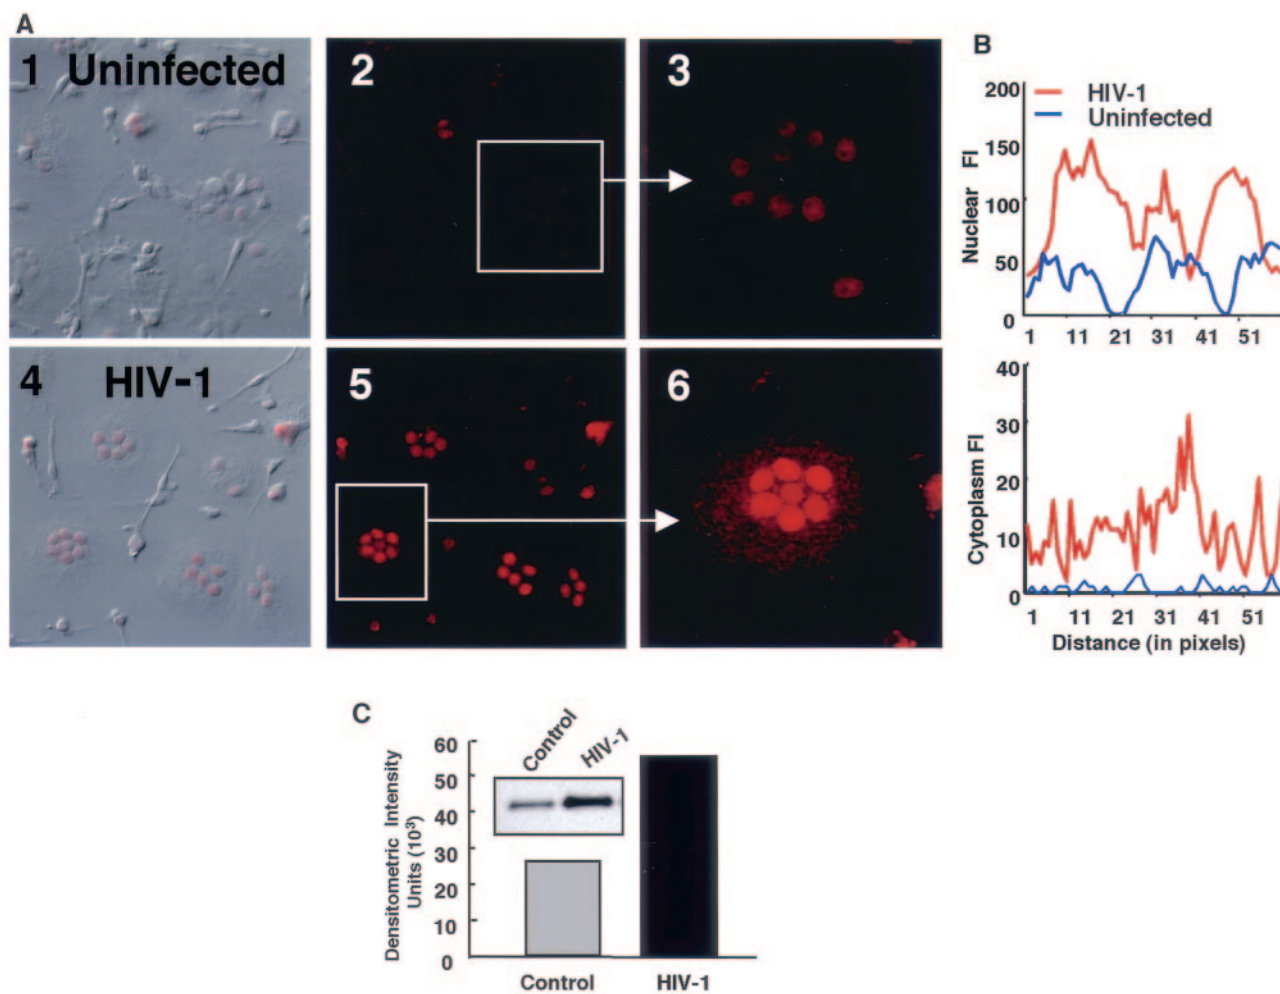 A
1 Uninfected
2
3
4 HIV-1
5
6
B
HIV-1
Uninfected
Nuclear FI
200
150
100
50
0
1 11 21 31 41 51
Cytoplasm FI
40
30
20
10
0
1 11 21 31 41 51
Distance (in pixels)
C
Densitometric Intensity
Units (10³)
60
50
40
30
20
10
0
Control
HIV-1
Control
HIV-1